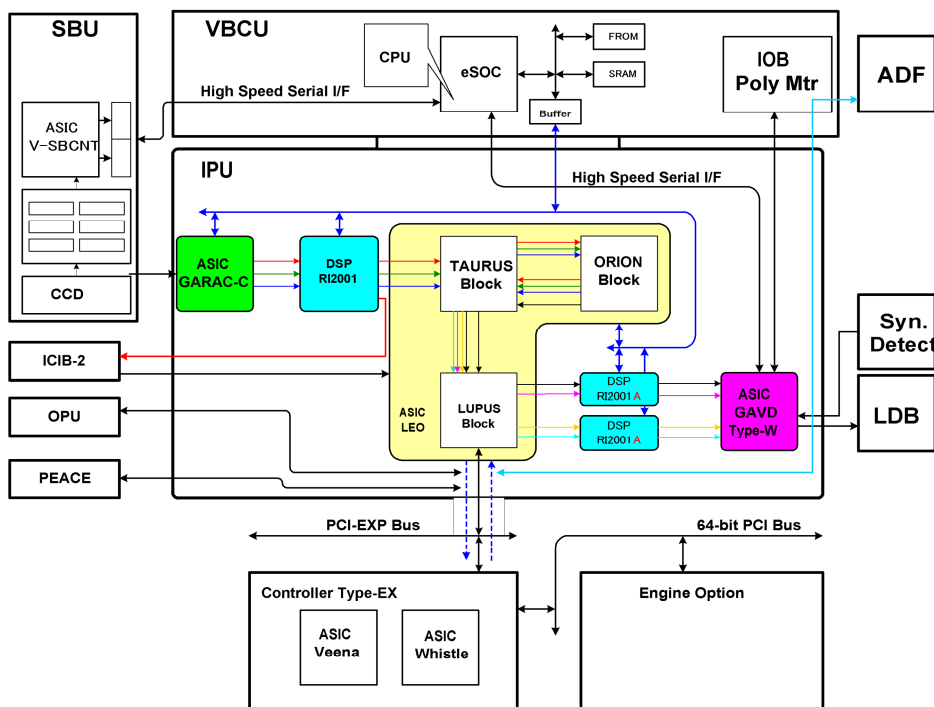 SBU
VBCU
CPU
eSOC
FROM
SRAM
Buffer
IOB
Poly Mtr
ADF
High Speed Serial I/F
ASIC
V-SBCNT
CCD
IPU
High Speed Serial I/F
ASIC
GARAC-C
DSP
RI2001
TAURUS
Block
ORION
Block
Syn.
Detect
ICIB-2
OPU
PEACE
ASIC
LEO
LUPUS
Block
DSP
RI2001A
DSP
RI2001A
ASIC
GAVD
Type-W
LDB
PCI-EXP Bus
64-bit PCI Bus
Controller Type-EX
ASIC
Veena
ASIC
Whistle
Engine Option